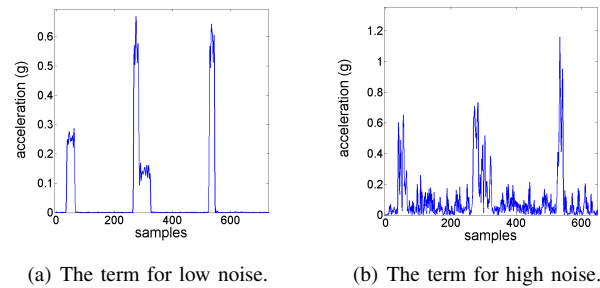 0.6
0.5
0.4
0.3
0.2
0.1
0
0 200 400 600
acceleration (g)
samples
1.2
1
0.8
0.6
0.4
0.2
0
0 200 400 600
acceleration (g)
samples
(a) The term for low noise.
(b) The term for high noise.